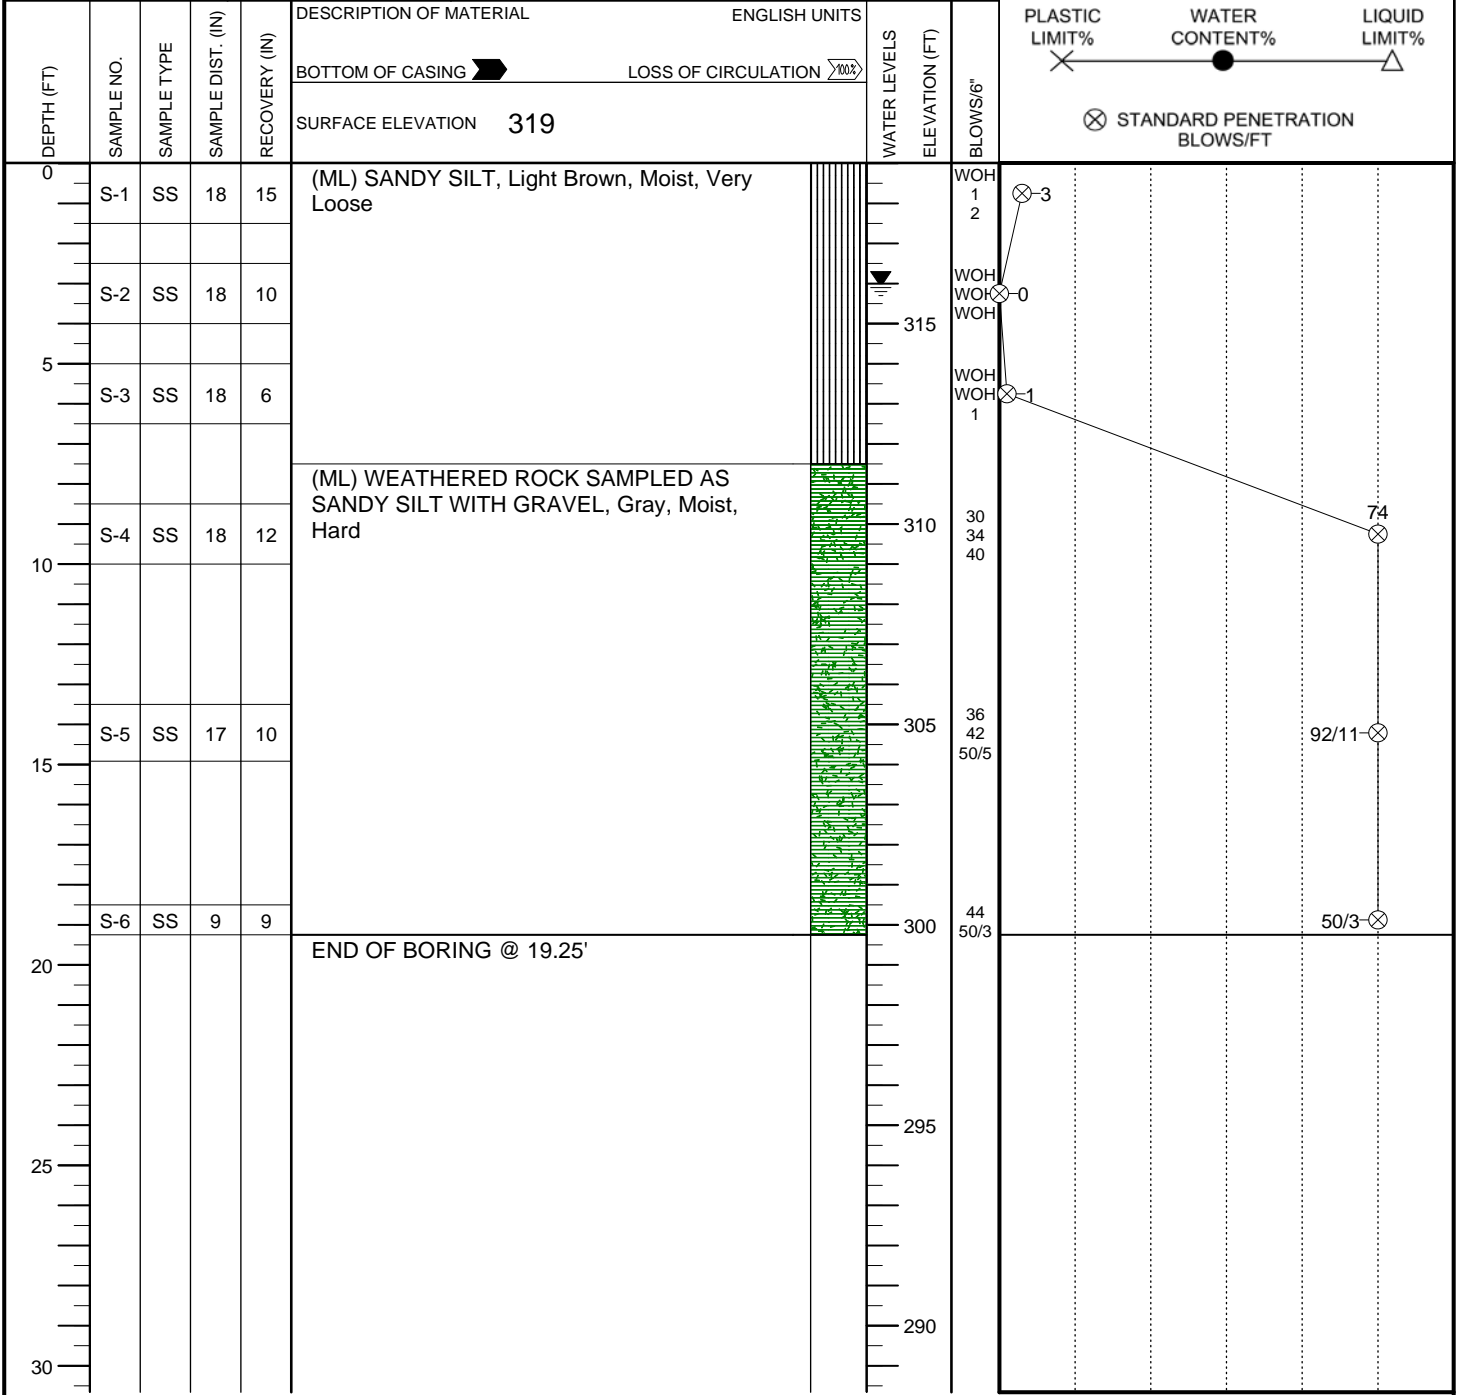 DEPTH (FT)
SAMPLE NO.
SAMPLE TYPE
SAMPLE DIST. (IN)
RECOVERY (IN)
DESCRIPTION OF MATERIAL ENGLISH UNITS
BOTTOM OF CASING LOSS OF CIRCULATION 100%
SURFACE ELEVATION 319
WATER LEVELS
ELEVATION (FT)
BLOWS/6"
PLASTIC LIMIT%
WATER CONTENT%
LIQUID LIMIT%
STANDARD PENETRATION
BLOWS/FT
0
S-1 SS 18 15
(ML) SANDY SILT, Light Brown, Moist, Very
Loose
WOH
1
2
3
S-2 SS 18 10
WOH
WOH
WOH
0
315
5
S-3 SS 18 6
WOH
WOH
1
1
(ML) WEATHERED ROCK SAMPLED AS
SANDY SILT WITH GRAVEL, Gray, Moist,
Hard
S-4 SS 18 12
310
30
34
40
74
10
S-5 SS 17 10
305
36
42
50/5
92/11
15
S-6 SS 9 9
300
44
50/3
50/3
END OF BORING @ 19.25'
20
295
25
290
30